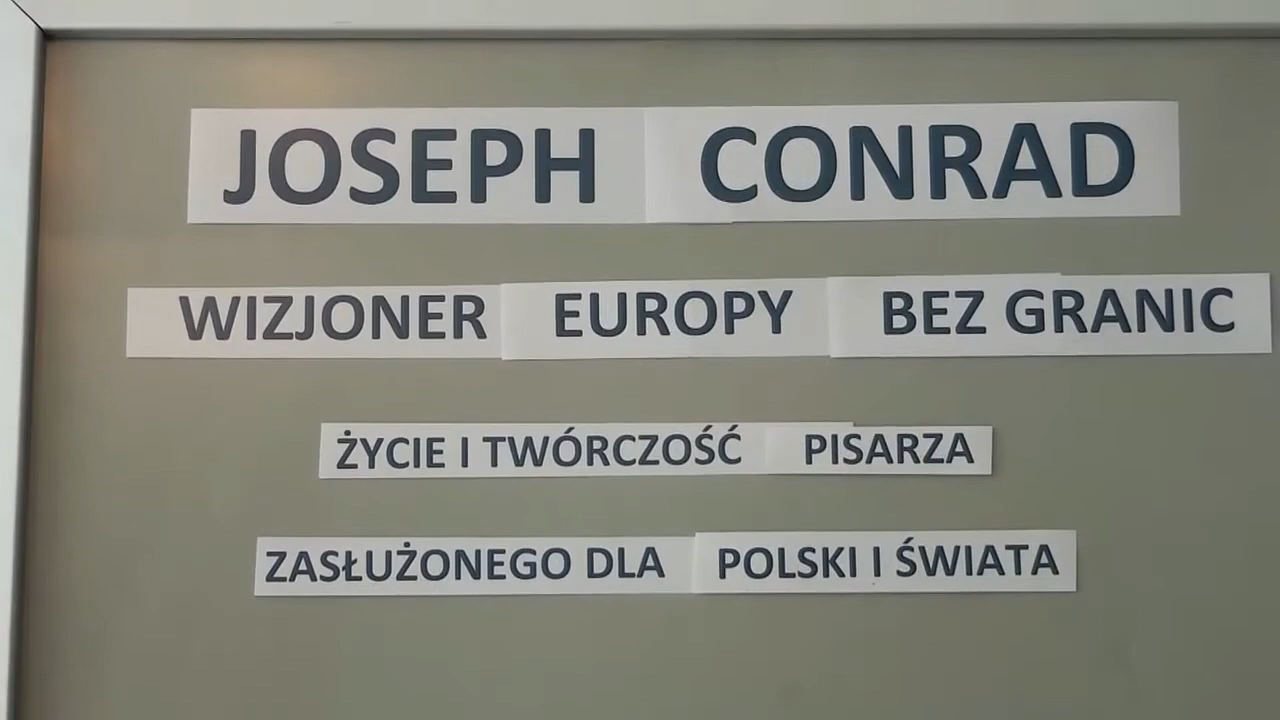 JOSEPH CONRAD
WIZJONER EUROPY BEZ GRANIC
ŻYCIE I TWÓRCZOŚĆ PISARZA
ZASŁUŻONEGO DLA POLSKI I ŚWIATA